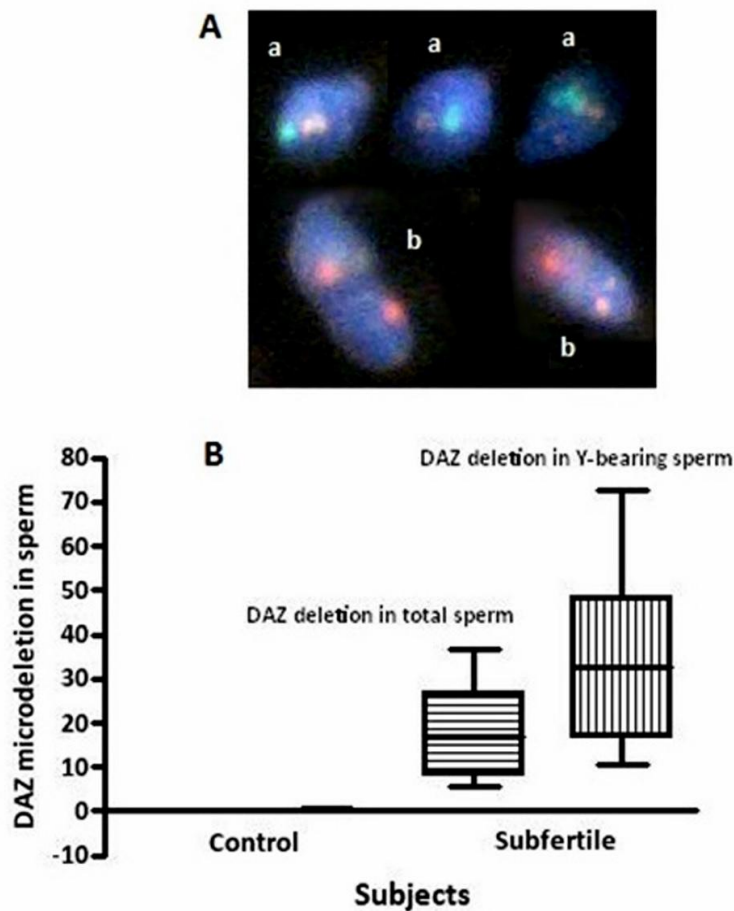 A
a
a
a
b
b
B
DAZ deletion in Y-bearing sperm
DAZ deletion in total sperm
DAZ microdeletion in sperm
80
70
60
50
40
30
20
10
0
-10
Control
Subfertile
Subjects